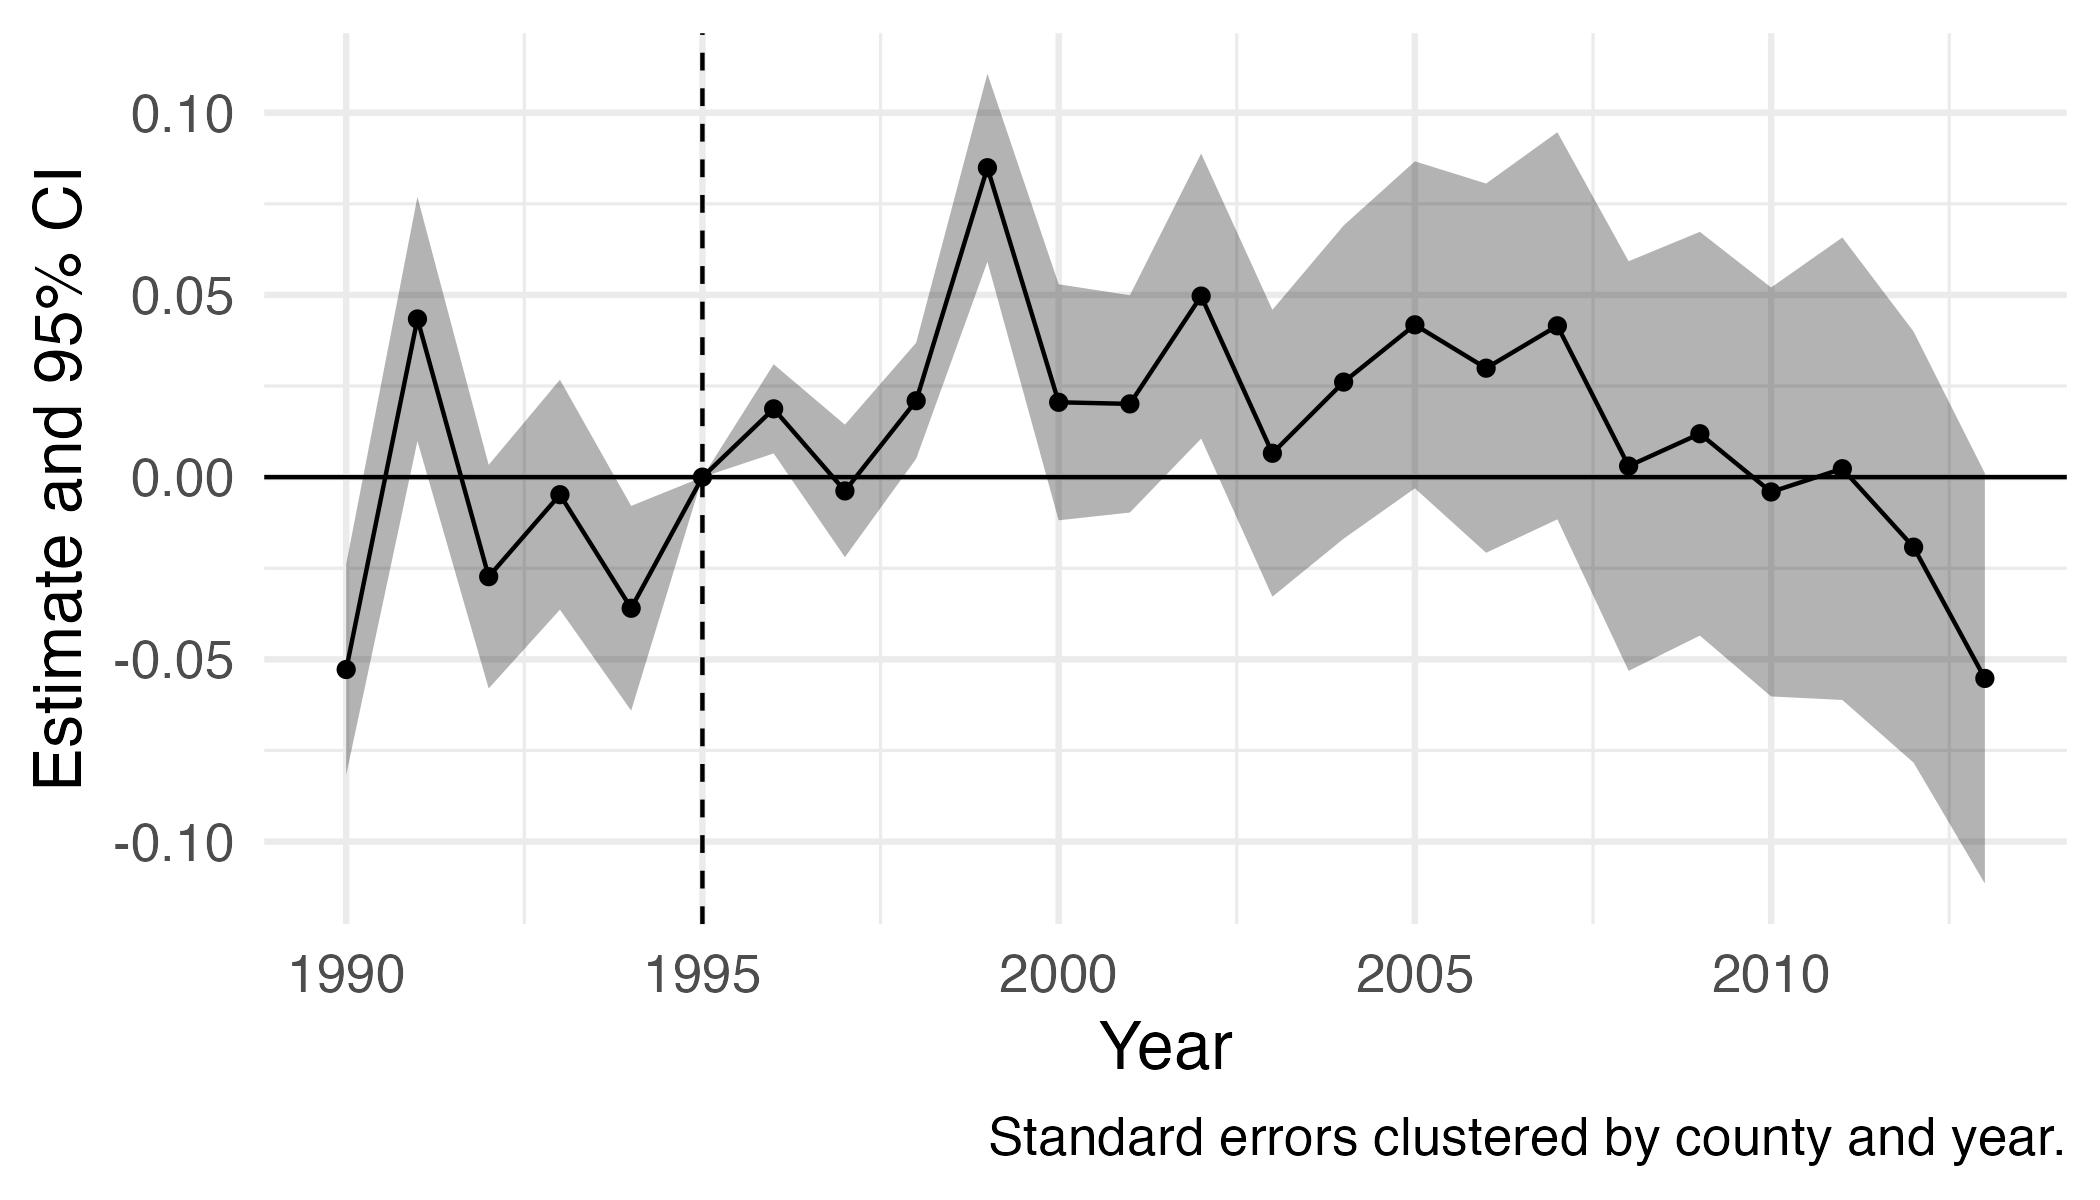 Estimate and 95% CI
0.10
0.05
0.00
-0.05
-0.10
1990 1995 2000 2005 2010
Year
Standard errors clustered by county and year.